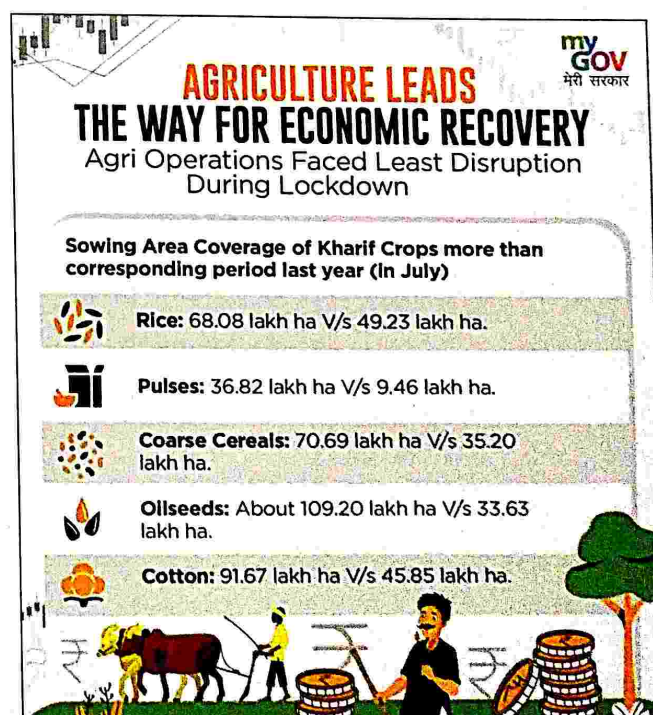 my
GOV
मेरी सरकार
AGRICULTURE LEADS
THE WAY FOR ECONOMIC RECOVERY
Agri Operations Faced Least Disruption
During Lockdown
Sowing Area Coverage of Kharif Crops more than
corresponding period last year (In July)
Rice: 68.08 lakh ha V/s 49.23 lakh ha.
Pulses: 36.82 lakh ha V/s 9.46 lakh ha.
Coarse Cereals: 70.69 lakh ha V/s 35.20
lakh ha.
Oilseeds: About 109.20 lakh ha V/s 33.63
lakh ha.
Cotton: 91.67 lakh ha V/s 45.85 lakh ha.
₹ ₹ ₹